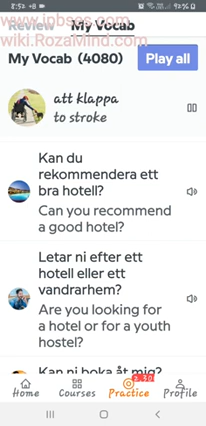 8:52
www.ipbses.com
Review My Vocab
wiki.RozaMind.com
My Vocab (4080) Play all
att klappa
to stroke
Kan du
rekommendera ett
bra hotell?
Can you recommend
a good hotel?
Letar ni efter ett
hotell eller ett
vandrarhem?
Are you looking for
a hotel or for a youth
hostel?
Kan ni boka åt mig?
Home Courses Practice Profile